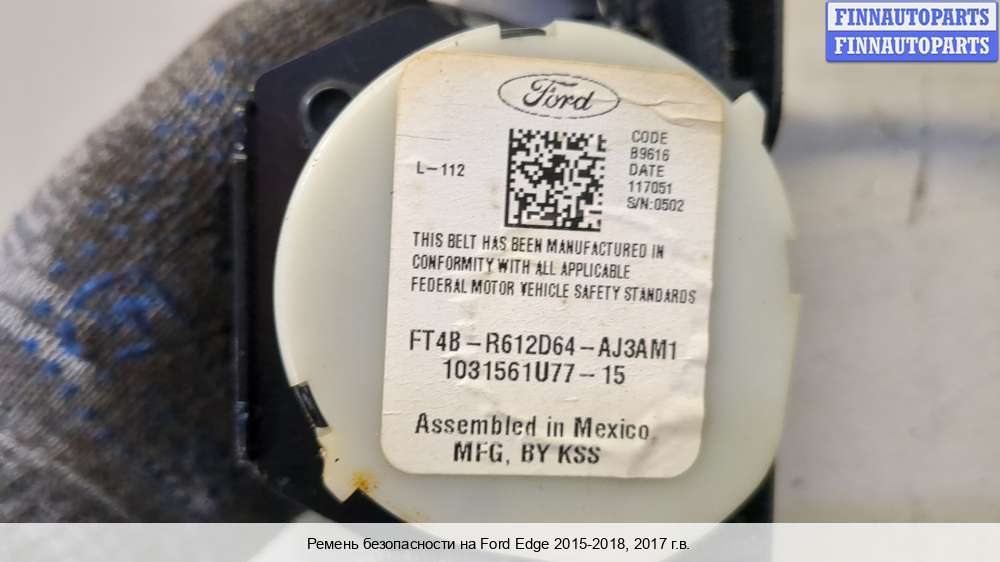 FINNAUTOPARTS
FINNAUTOPARTS
Ford
L-112
CODE
B9616
DATE
117051
S/N:0502
THIS BELT HAS BEEN MANUFACTURED IN
CONFORMITY WITH ALL APPLICABLE
FEDERAL MOTOR VEHICLE SAFETY STANDARDS
FT4B-R612D64-AJ3AM1
1031561U77-15
Assembled in Mexico.
MFG, BY KSS
Ремень безопасности на Ford Edge 2015-2018, 2017 г.в.